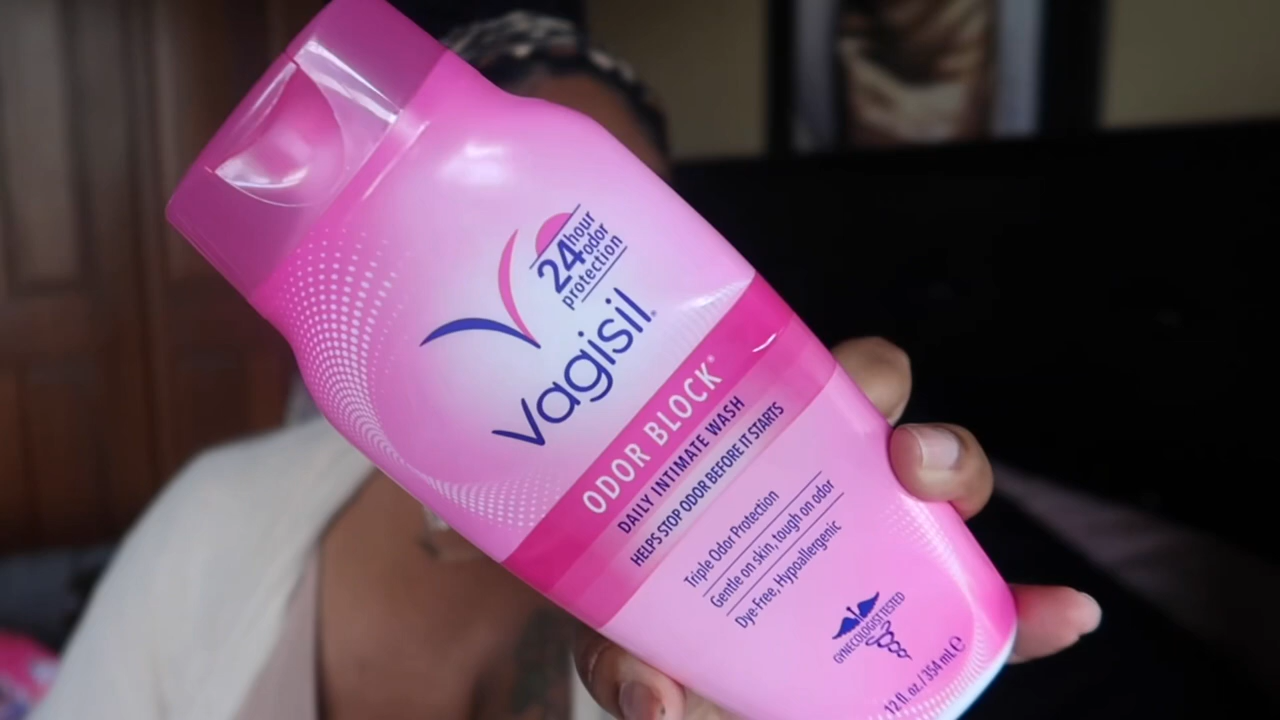 24 hour
odor
protection
Vagisil®
ODOR BLOCK®
DAILY INTIMATE WASH
HELPS STOP ODOR BEFORE IT STARTS
Triple Odor Protection
Gentle on skin, tough on odor
Dye-Free, Hypoallergenic
GYNECOLOGIST TESTED
12 fl. oz. / 354 mL ℮